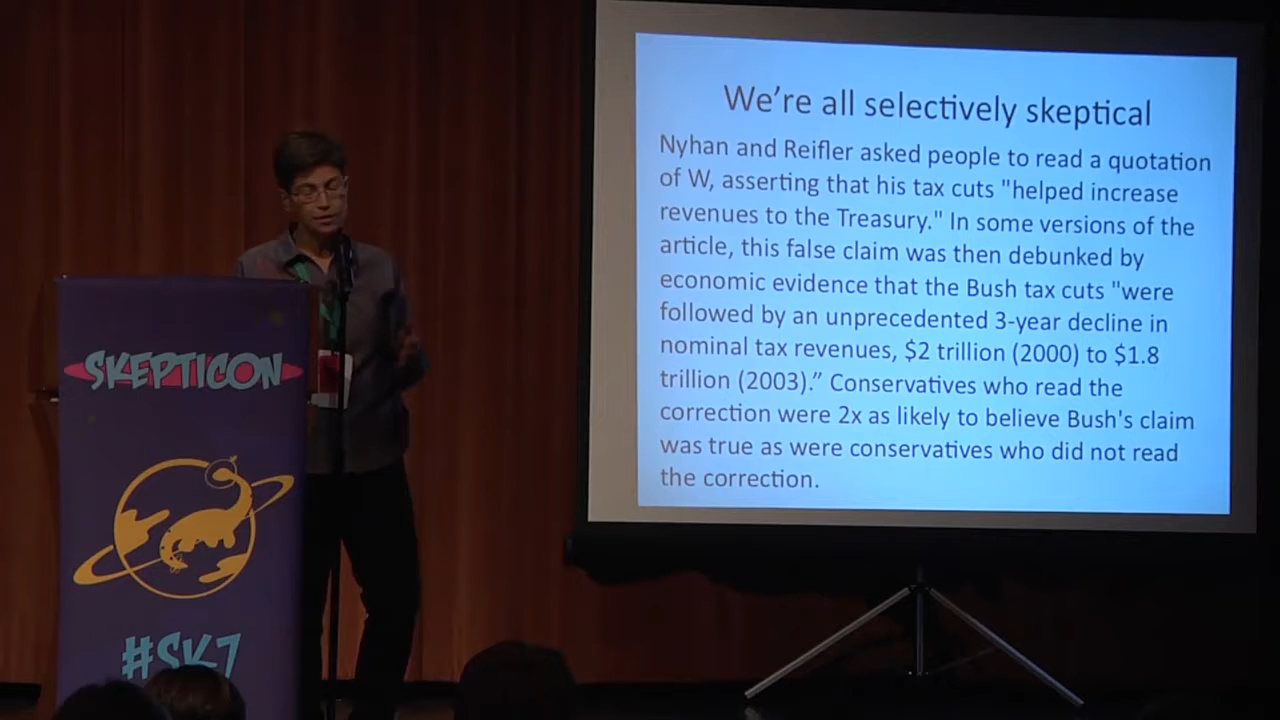 We're all selectively skeptical
Nyhan and Reifler asked people to read a quotation
of W, asserting that his tax cuts "helped increase
revenues to the Treasury." In some versions of the
article, this false claim was then debunked by
economic evidence that the Bush tax cuts "were
followed by an unprecedented 3-year decline in
nominal tax revenues, $2 trillion (2000) to $1.8
trillion (2003).” Conservatives who read the
correction were 2x as likely to believe Bush's claim
was true as were conservatives who did not read
the correction.
SKEPTICON
#SK7